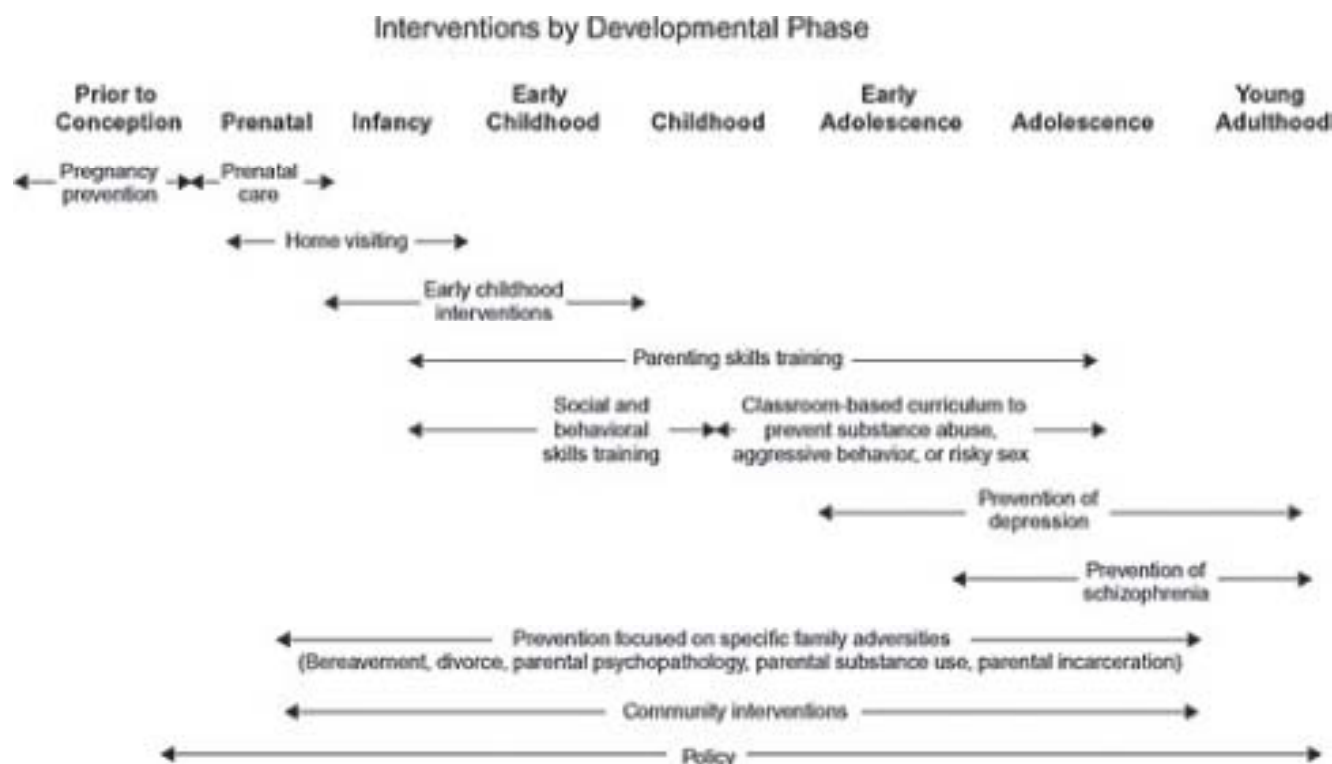 Interventions by Developmental Phase
Prior to
Conception
Prenatal
Infancy
Early
Childhood
Childhood
Early
Adolescence
Adolescence
Young
Adulthood
Pregnancy
prevention
Prenatal
care
Home visiting
Early childhood
interventions
Parenting skills training
Social and
behavioral
skills training
Classroom-based curriculum to
prevent substance abuse,
aggressive behavior, or risky sex
Prevention of
depression
Prevention of
schizophrenia
Prevention focused on specific family adversities
(Bereavement, divorce, parental psychopathology, parental substance use, parental incarceration)
Community interventions
Policy